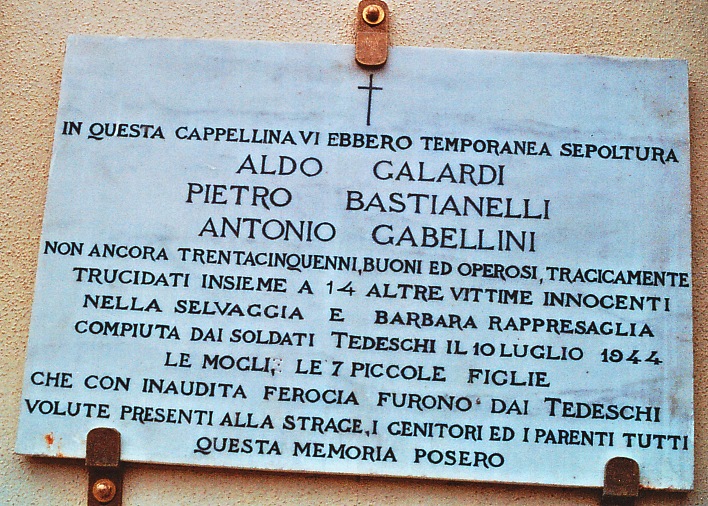 IN QUESTA CAPPELLINA VI EBBERO TEMPORANEA SEPOLTURA
ALDO GALARDI
PIETRO BASTIANELLI
ANTONIO GABELLINI
NON ANCORA TRENTACINQUENNI, BUONI ED OPEROSI, TRAGICAMENTE
TRUCIDATI INSIEME A 14 ALTRE VITTIME INNOCENTI
NELLA SELVAGGIA E BARBARA RAPPRESAGLIA
COMPIUTA DAI SOLDATI TEDESCHI IL 10 LUGLIO 1944
LE MOGLI, LE 7 PICCOLE FIGLIE
CHE CON INAUDITA FEROCIA FURONO DAI TEDESCHI
VOLUTE PRESENTI ALLA STRAGE, I GENITORI ED I PARENTI TUTTI
QUESTA MEMORIA POSERO